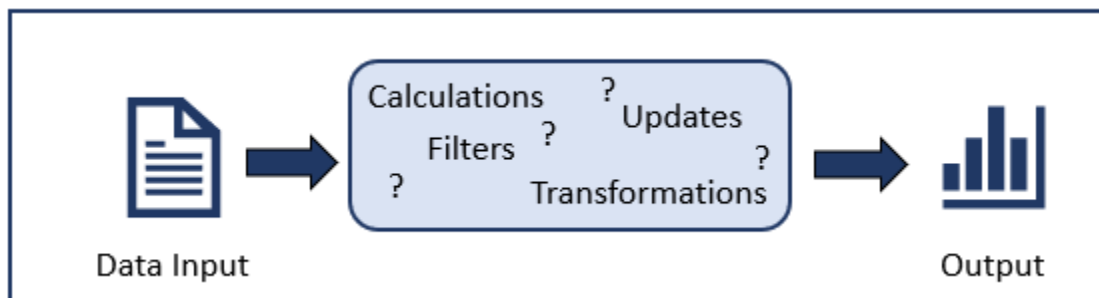 Calculations ?
Updates
Filters ?
?
?
Transformations
Data Input
Output